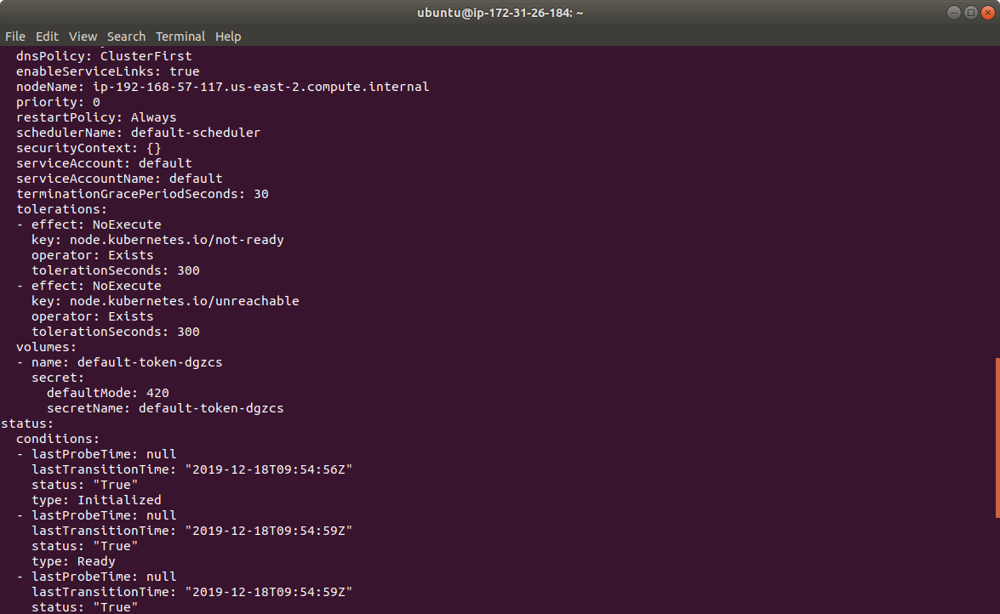 ubuntu@ip-172-31-26-184: ~
File Edit View Search Terminal Help
  dnsPolicy: ClusterFirst
  enableServiceLinks: true
  nodeName: ip-192-168-57-117.us-east-2.compute.internal
  priority: 0
  restartPolicy: Always
  schedulerName: default-scheduler
  securityContext: {}
  serviceAccount: default
  serviceAccountName: default
  terminationGracePeriodSeconds: 30
  tolerations:
  - effect: NoExecute
    key: node.kubernetes.io/not-ready
    operator: Exists
    tolerationSeconds: 300
  - effect: NoExecute
    key: node.kubernetes.io/unreachable
    operator: Exists
    tolerationSeconds: 300
  volumes:
  - name: default-token-dgzcs
    secret:
      defaultMode: 420
      secretName: default-token-dgzcs
status:
  conditions:
  - lastProbeTime: null
    lastTransitionTime: "2019-12-18T09:54:56Z"
    status: "True"
    type: Initialized
  - lastProbeTime: null
    lastTransitionTime: "2019-12-18T09:54:59Z"
    status: "True"
    type: Ready
  - lastProbeTime: null
    lastTransitionTime: "2019-12-18T09:54:59Z"
    status: "True"